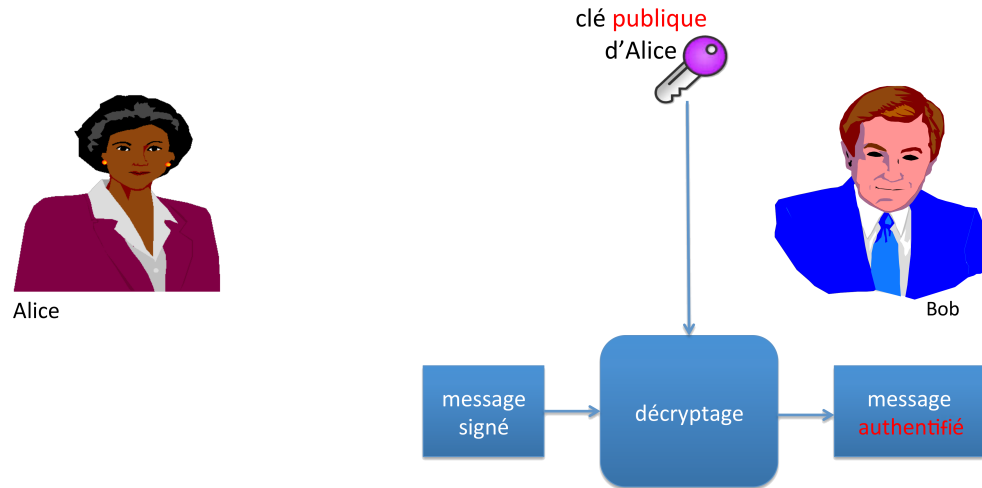 clé publique
d’Alice
Alice
Bob
message
signé
décryptage
message
authentifié